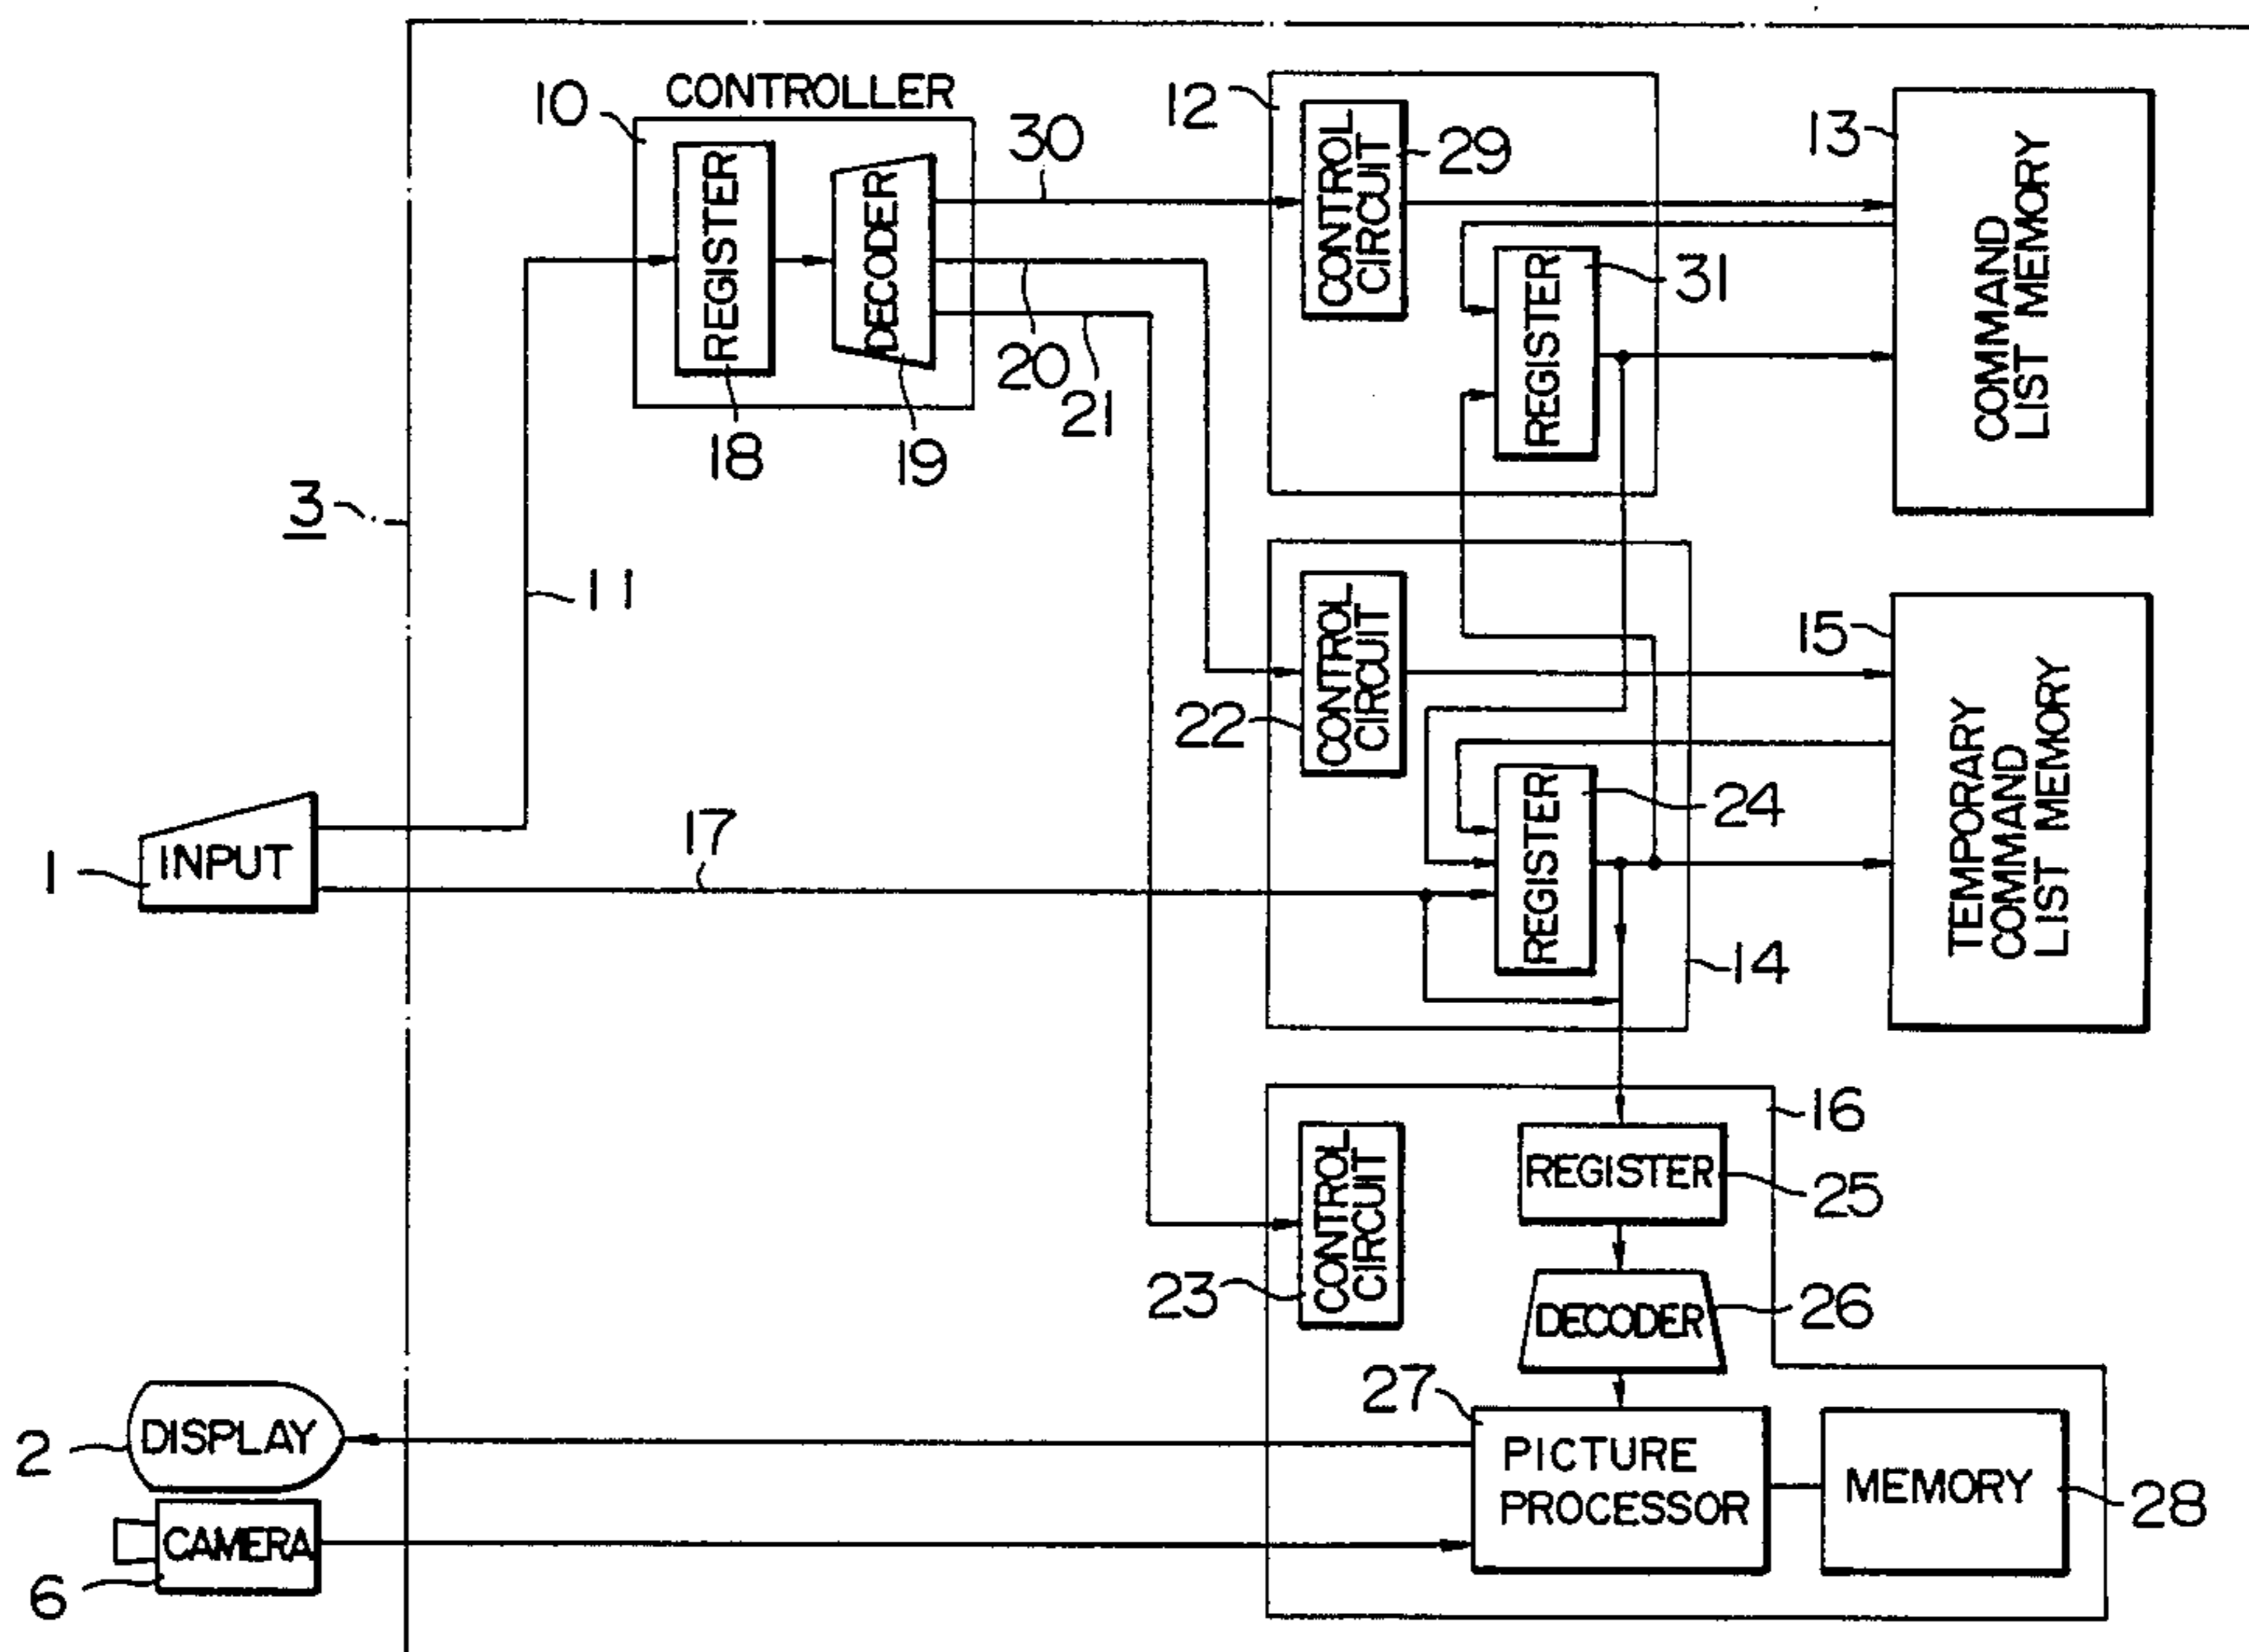 CONTROLLER
10
12
13
30
29
REGISTER
DECODER
CONTROL
CIRCUIT
REGISTER
31
COMMAND
LIST MEMORY
20
21
18
19
3
11
CONTROL
CIRCUIT
22
15
TEMPORARY
COMMAND
LIST MEMORY
REGISTER
24
17
1
INPUT
14
16
CONTROL
CIRCUIT
23
REGISTER
25
DECODER
26
27
2
DISPLAY
PICTURE
PROCESSOR
MEMORY
28
CAMERA
6